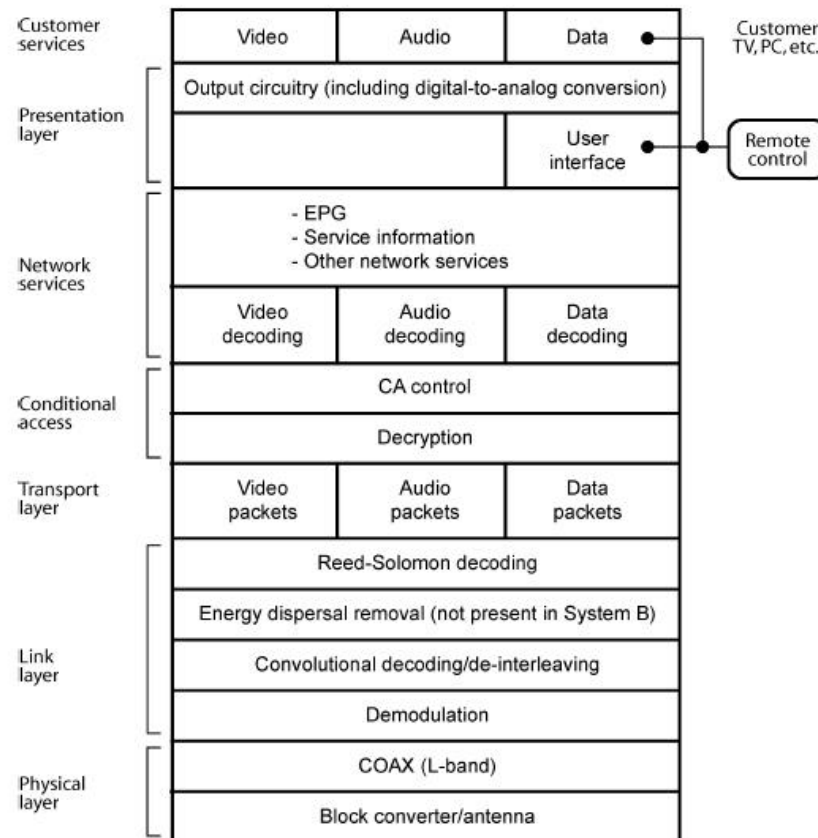 Customer
services
Video
Audio
Data
Customer
TV, PC, etc.
Presentation
layer
Output circuitry (including digital-to-analog conversion)
User
interface
Remote
control
Network
services
- EPG
- Service information
- Other network services
Video
decoding
Audio
decoding
Data
decoding
Conditional
access
CA control
Decryption
Transport
layer
Video
packets
Audio
packets
Data
packets
Link
layer
Reed-Solomon decoding
Energy dispersal removal (not present in System B)
Convolutional decoding/de-interleaving
Demodulation
Physical
layer
COAX (L-band)
Block converter/antenna